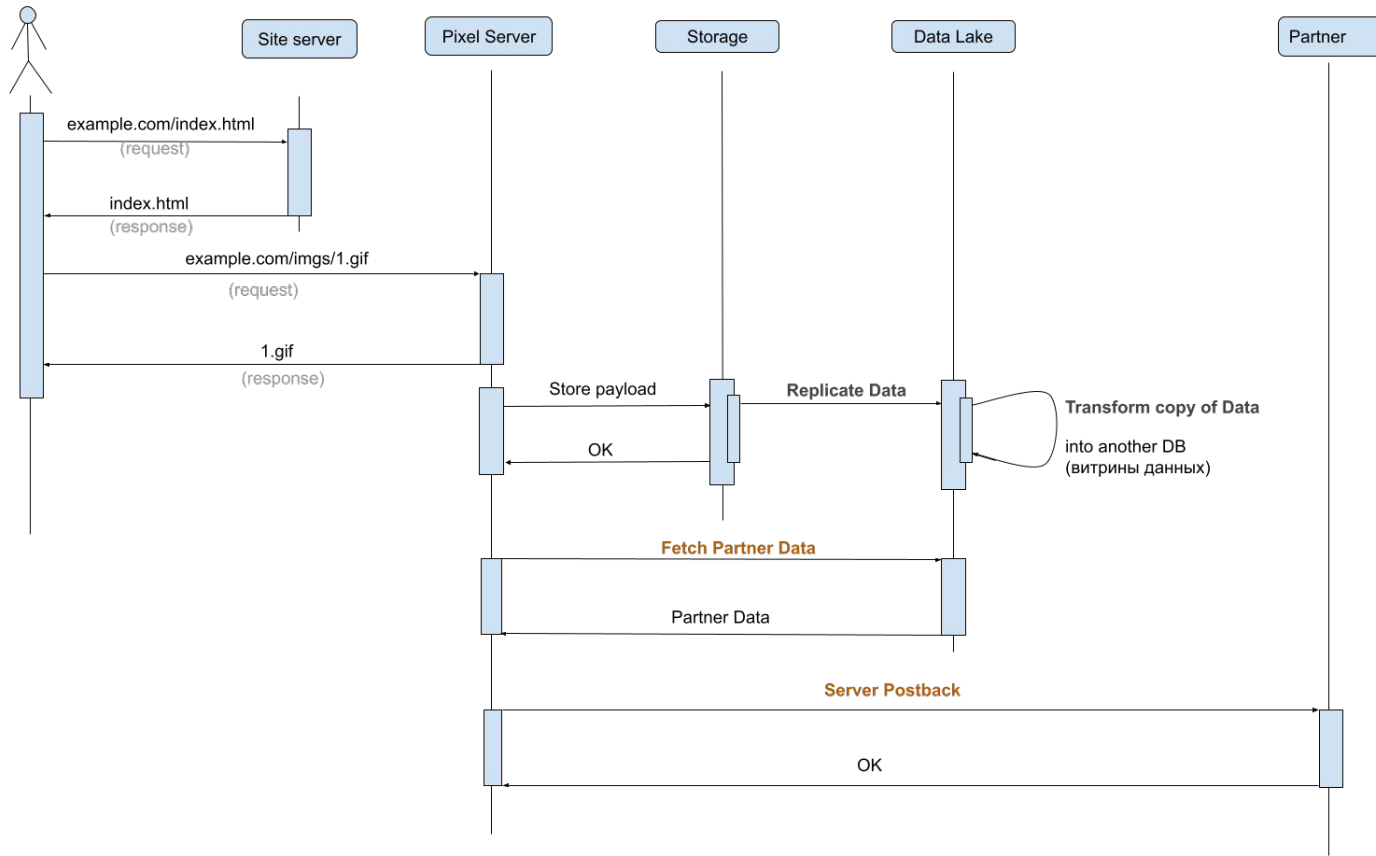 Site server
Pixel Server
Storage
Data Lake
Partner
example.com/index.html
(request)
index.html
(response)
example.com/imgs/1.gif
(request)
1.gif
(response)
Store payload
Replicate Data
Transform copy of Data
OK
into another DB
(витрины данных)
Fetch Partner Data
Partner Data
Server Postback
OK